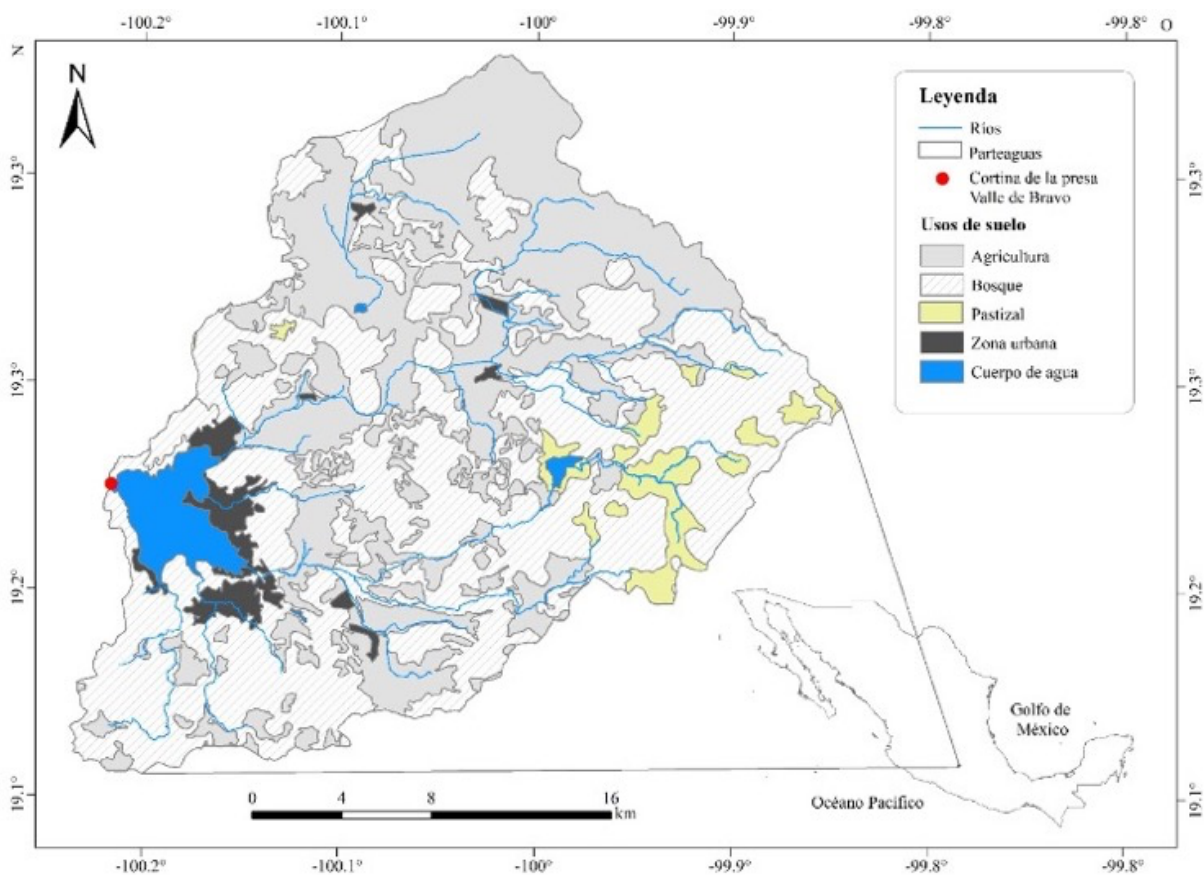 -100.2° -100.1° -100° -99.9° -99.8° -99.8° O
N
N
19.3° 19.3°
19.3° 19.3°
19.2° 19.2°
19.1° 19.1°
Leyenda
Ríos
Parteaguas
Cortina de la presa
Valle de Bravo
Usos de suelo
Agricultura
Bosque
Pastizal
Zona urbana
Cuerpo de agua
Golfo de
México
Océano Pacífico
0 4 8 16
km
-100.2° -100.1° -100° -99.9° -99.8° -99.8°